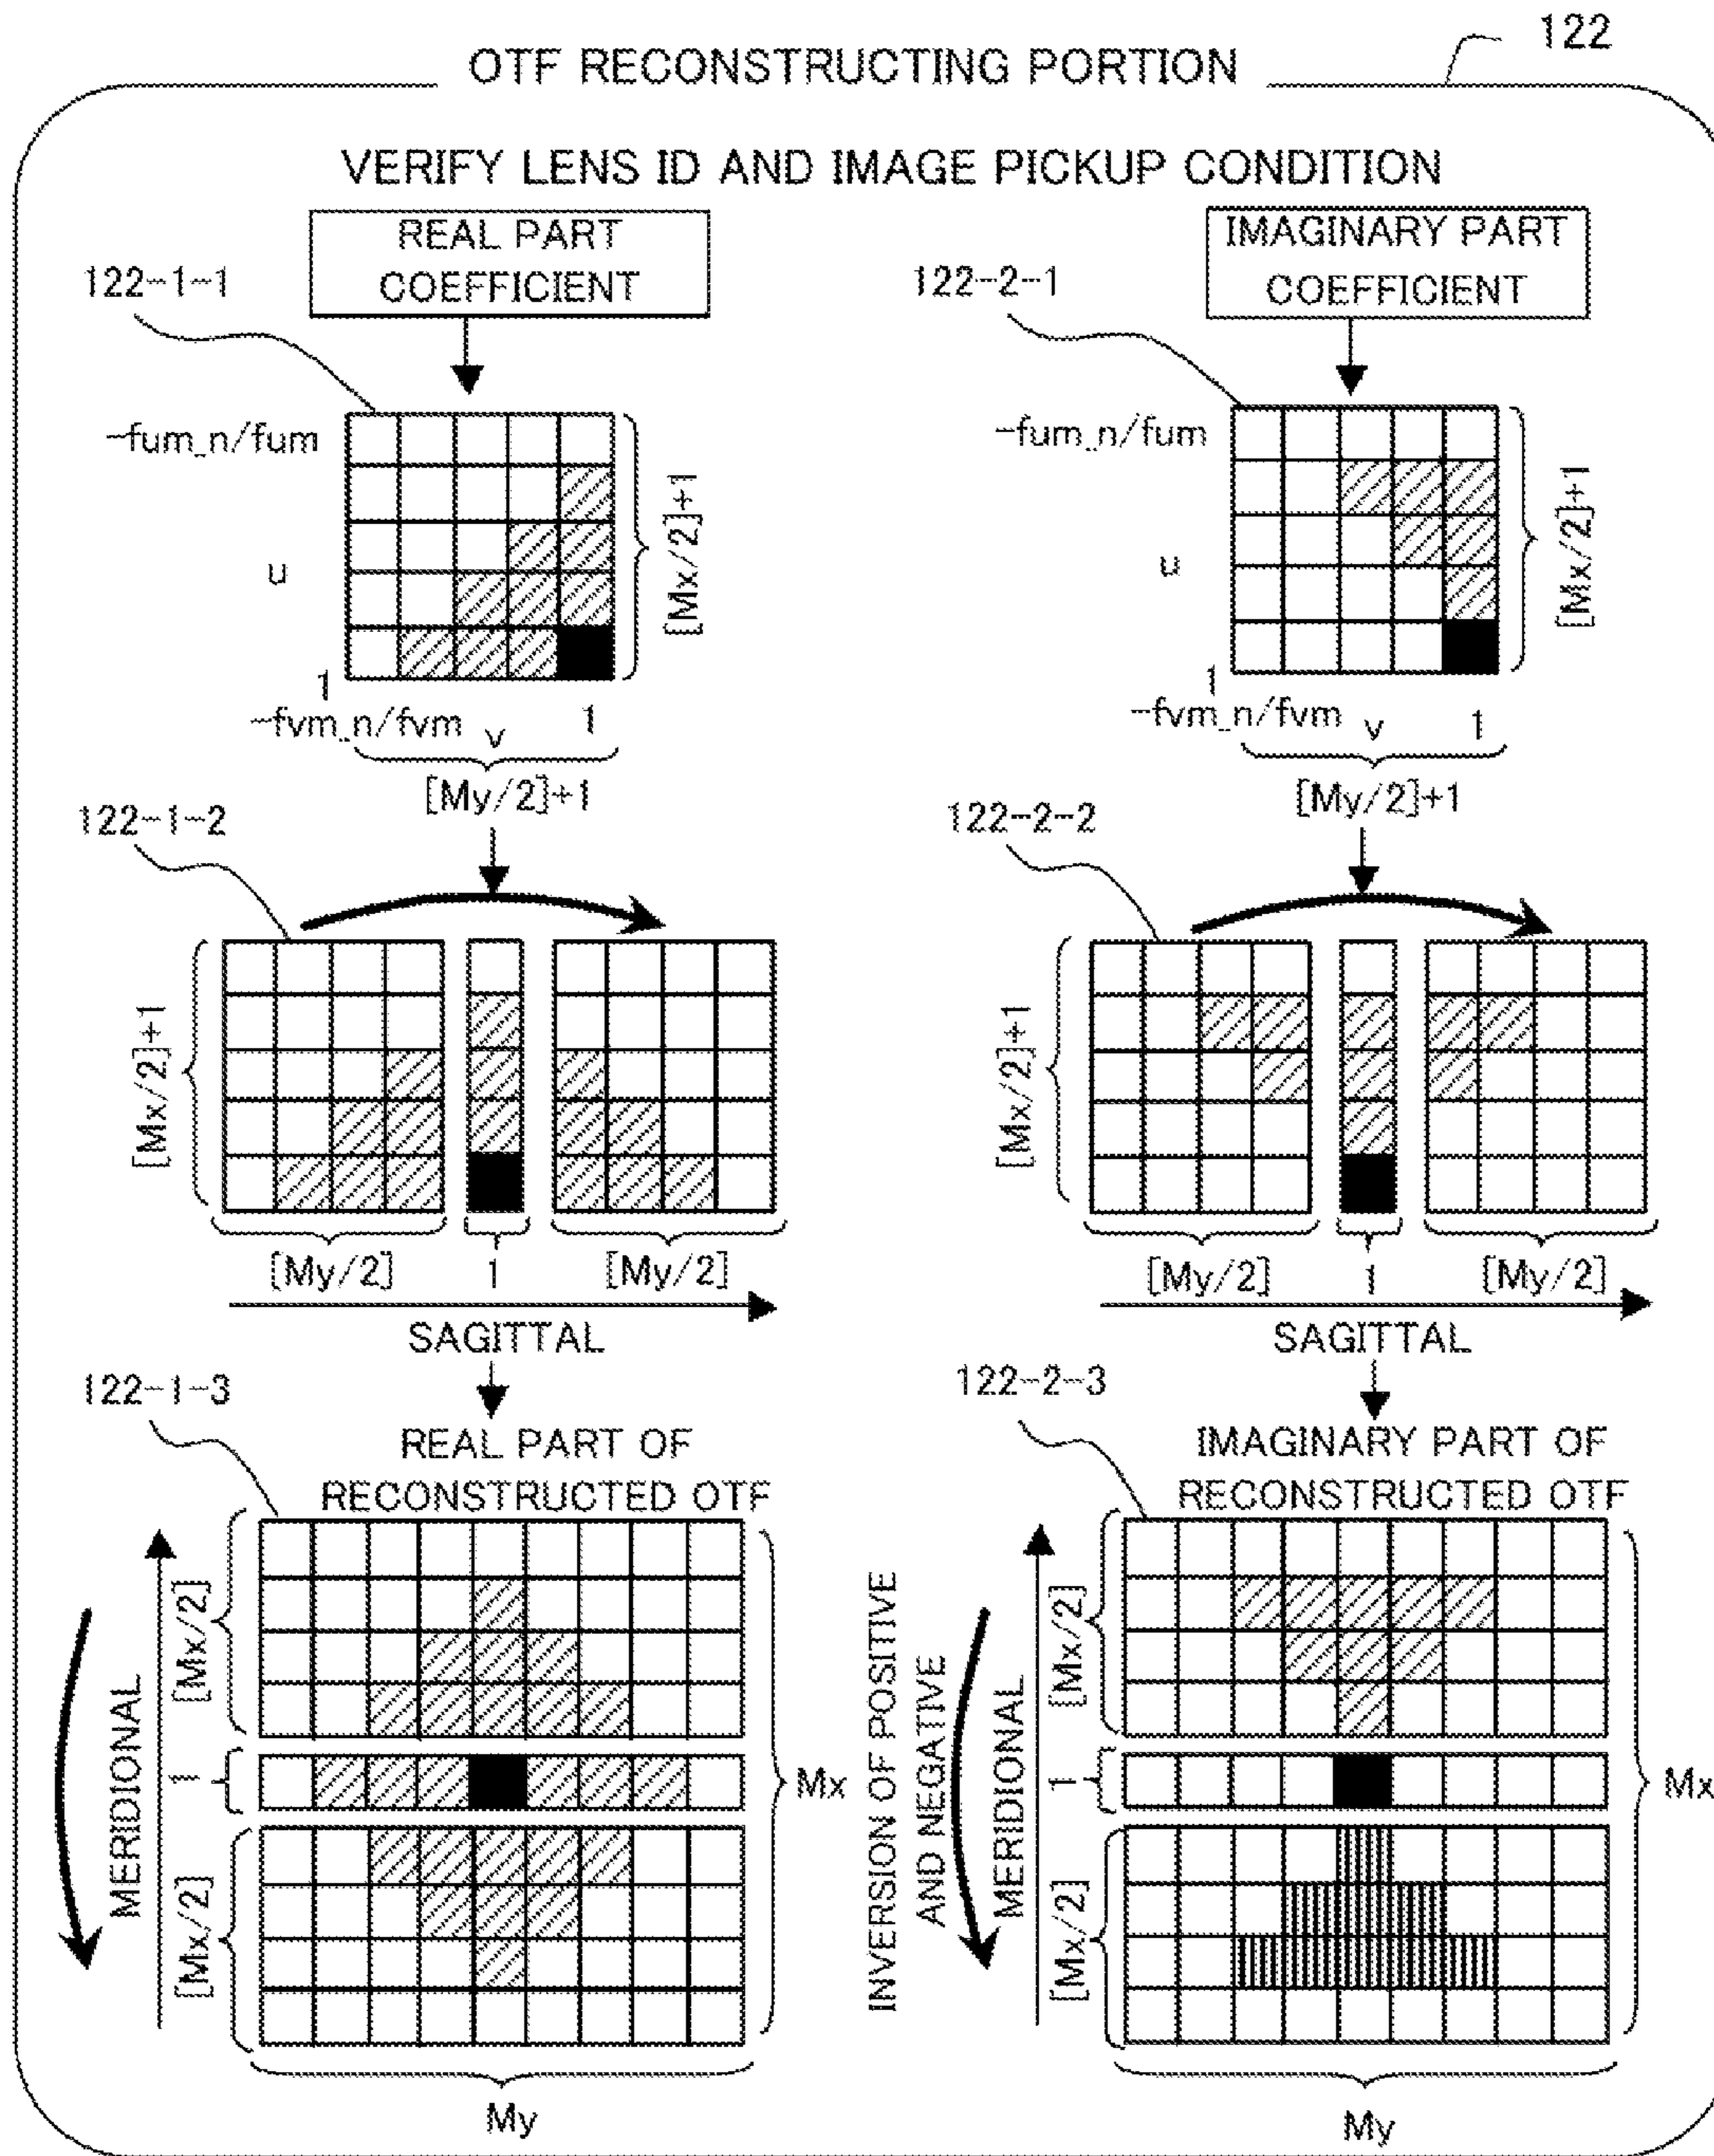 122
OTF RECONSTRUCTING PORTION
VERIFY LENS ID AND IMAGE PICKUP CONDITION
REAL PART
COEFFICIENT
122-1-1
-fum_n/fum
u
1
[Mx/2]+1
-fvm_n/fvm
v
1
[My/2]+1
122-1-2
[Mx/2]+1
[My/2]
1
[My/2]
SAGITTAL
122-1-3
REAL PART OF
RECONSTRUCTED OTF
MERIDIONAL
[Mx/2]
1
[Mx/2]
Mx
My
IMAGINARY PART
COEFFICIENT
122-2-1
-fum_n/fum
u
1
[Mx/2]+1
-fvm_n/fvm
v
1
[My/2]+1
122-2-2
[Mx/2]+1
[My/2]
1
[My/2]
SAGITTAL
122-2-3
IMAGINARY PART OF
RECONSTRUCTED OTF
INVERSION OF POSITIVE
AND NEGATIVE
MERIDIONAL
[Mx/2]
1
[Mx/2]
Mx
My